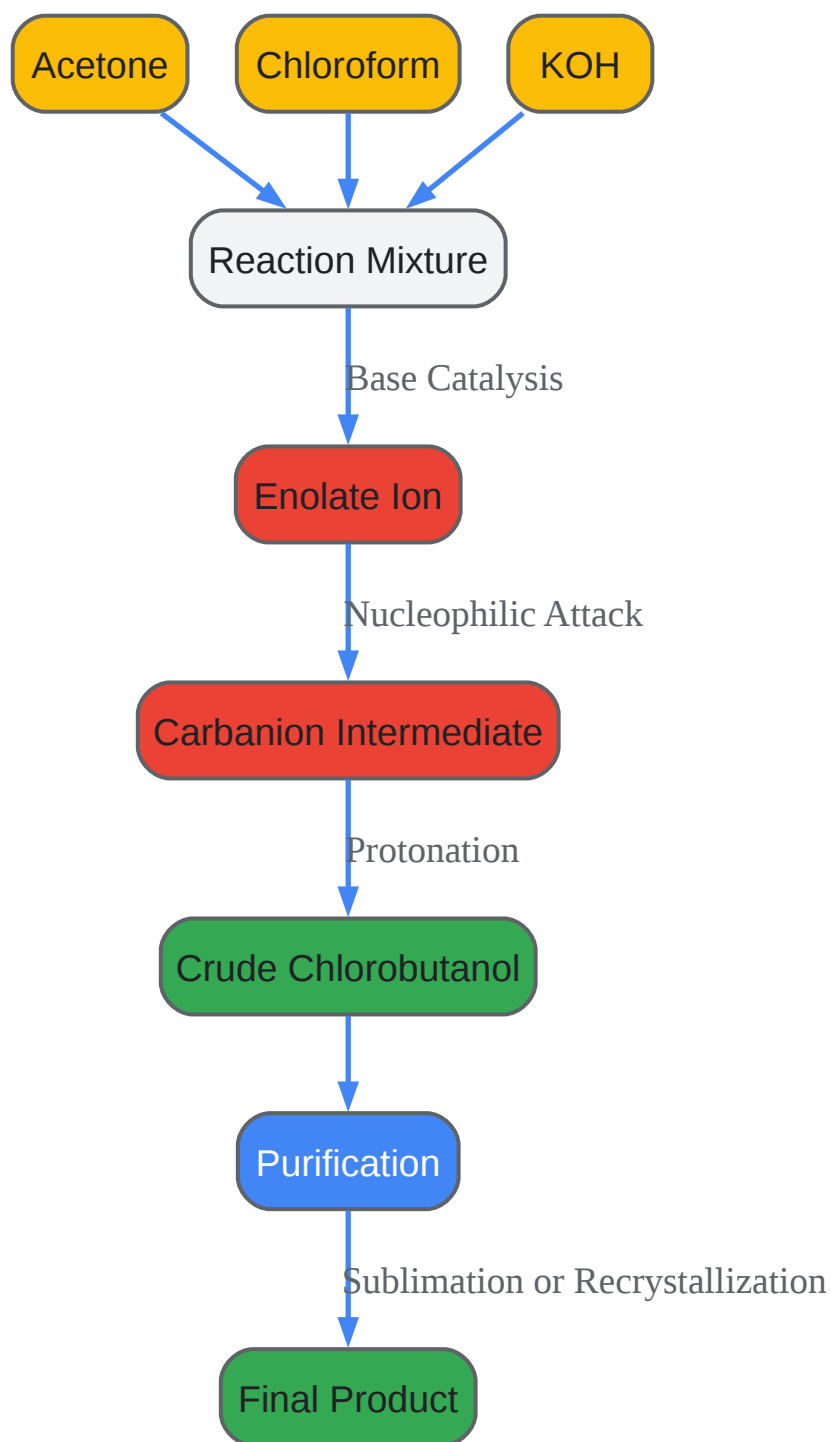 Acetone
Chloroform
KOH
Reaction Mixture
Base Catalysis
Enolate Ion
Nucleophilic Attack
Carbanion Intermediate
Protonation
Crude Chlorobutanol
Purification
Sublimation or Recrystallization
Final Product